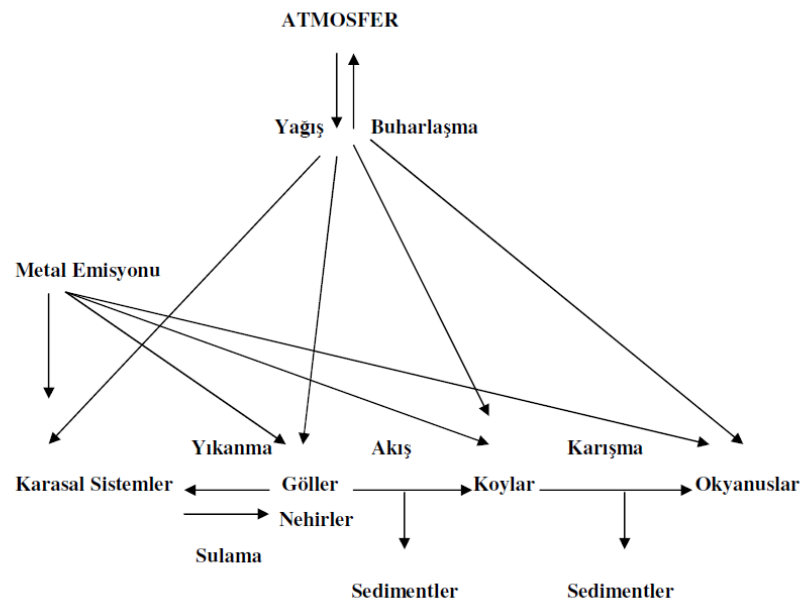 ATMOSFER
Yağış Buharlaşma
Metal Emisyonu
Yıkanma Akış Karışma
Karasal Sistemler Göller Koylar Okyanuslar
Nehirler
Sulama
Sedimentler Sedimentler